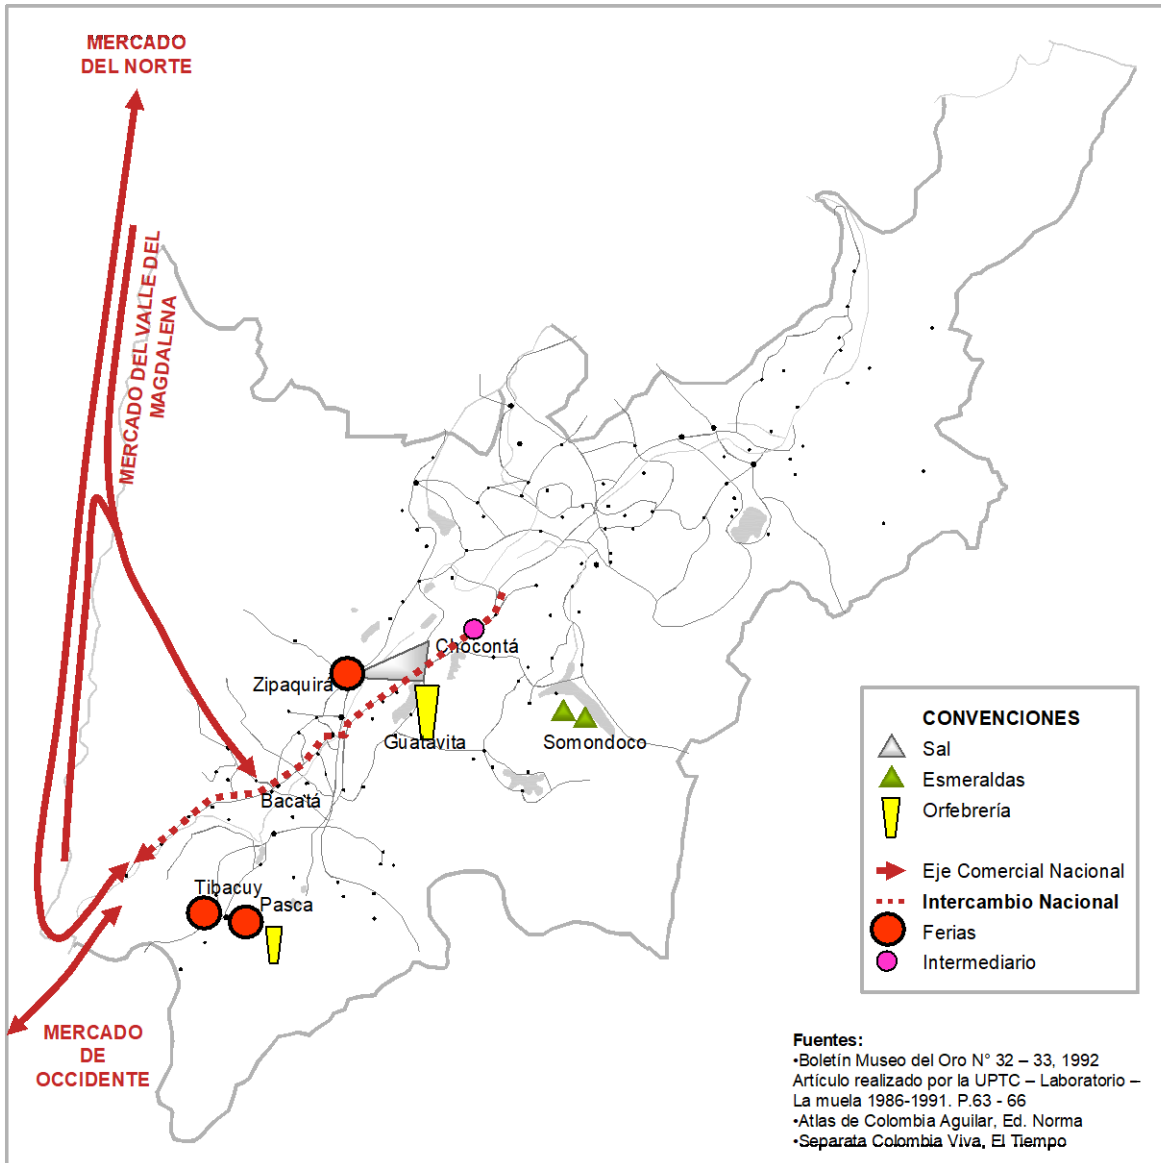 MERCADO
DEL NORTE
MERCADO DEL VALLE DEL
MAGDALENA
Chocontá
Zipaquirá
Guatavita
Somondoco
Bacatá
Tibacuy
Pasca
MERCADO
DE
OCCIDENTE
CONVENCIONES
Sal
Esmeraldas
Orfebrería
Eje Comercial Nacional
Intercambio Nacional
Ferias
Intermediario
Fuentes:
•Boletín Museo del Oro N° 32 – 33, 1992
Artículo realizado por la UPTC – Laboratorio –
La muela 1986-1991. P.63 - 66
•Atlas de Colombia Aguilar, Ed. Norma
•Separata Colombia Viva, El Tiempo